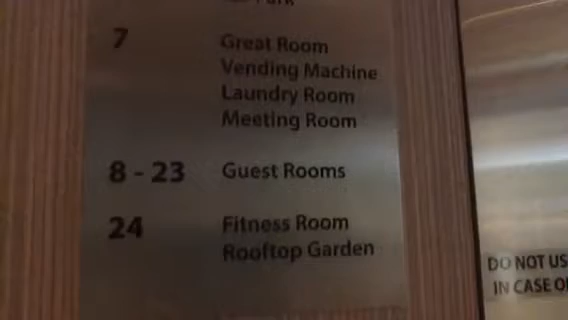 7 Great Room
Vending Machine
Laundry Room
Meeting Room
8 - 23 Guest Rooms
24 Fitness Room
Rooftop Garden
DO NOT US
IN CASE O